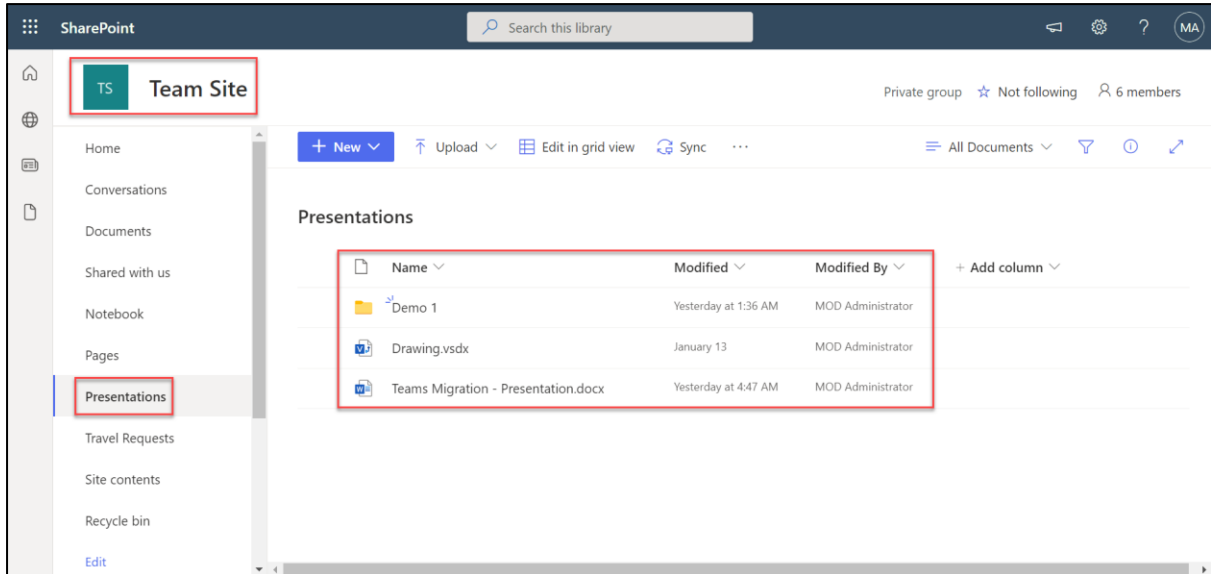 SharePoint Search this library ? MA
TS Team Site
Private group Not following 6 members
Home
Conversations
Documents
Shared with us
Notebook
Pages
Presentations
Travel Requests
Site contents
Recycle bin
Edit
+ New Upload Edit in grid view Sync ... All Documents
Presentations
Name Modified Modified By + Add column
Demo 1 Yesterday at 1:36 AM MOD Administrator
Drawing.vsdx January 13 MOD Administrator
Teams Migration - Presentation.docx Yesterday at 4:47 AM MOD Administrator